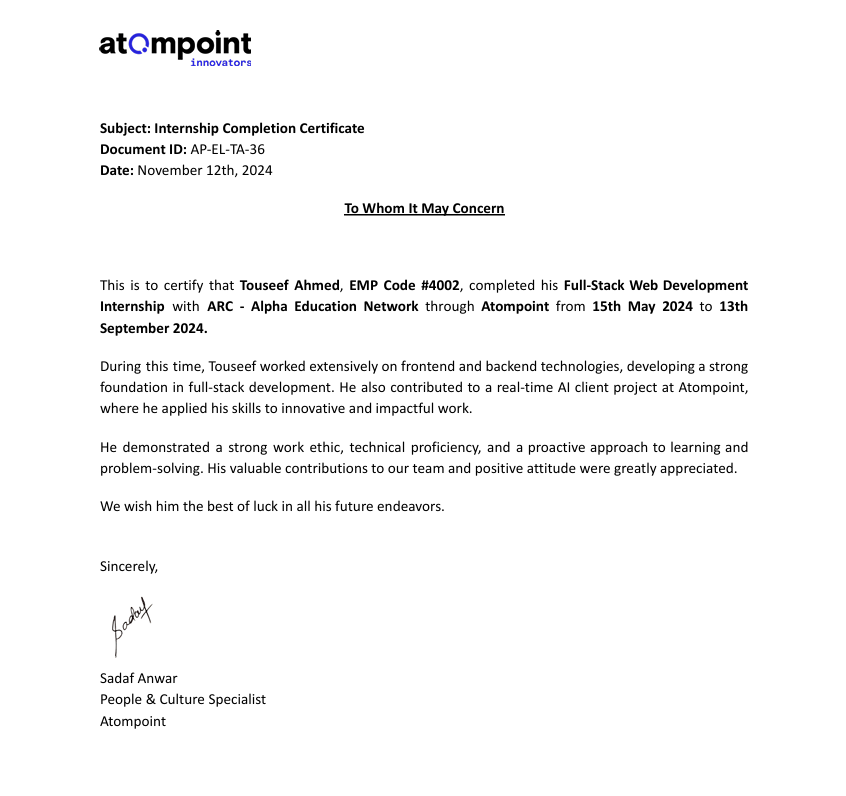 atompoint
innovators
Subject: Internship Completion Certificate
Document ID: AP-EL-TA-36
Date: November 12th, 2024
To Whom It May Concern
This is to certify that Touseef Ahmed, EMP Code #4002, completed his Full-Stack Web Development
Internship with ARC - Alpha Education Network through Atompoint from 15th May 2024 to 13th
September 2024.
During this time, Touseef worked extensively on frontend and backend technologies, developing a strong
foundation in full-stack development. He also contributed to a real-time AI client project at Atompoint,
where he applied his skills to innovative and impactful work.
He demonstrated a strong work ethic, technical proficiency, and a proactive approach to learning and
problem-solving. His valuable contributions to our team and positive attitude were greatly appreciated.
We wish him the best of luck in all his future endeavors.
Sincerely,
Sadaf
Sadaf Anwar
People & Culture Specialist
Atompoint